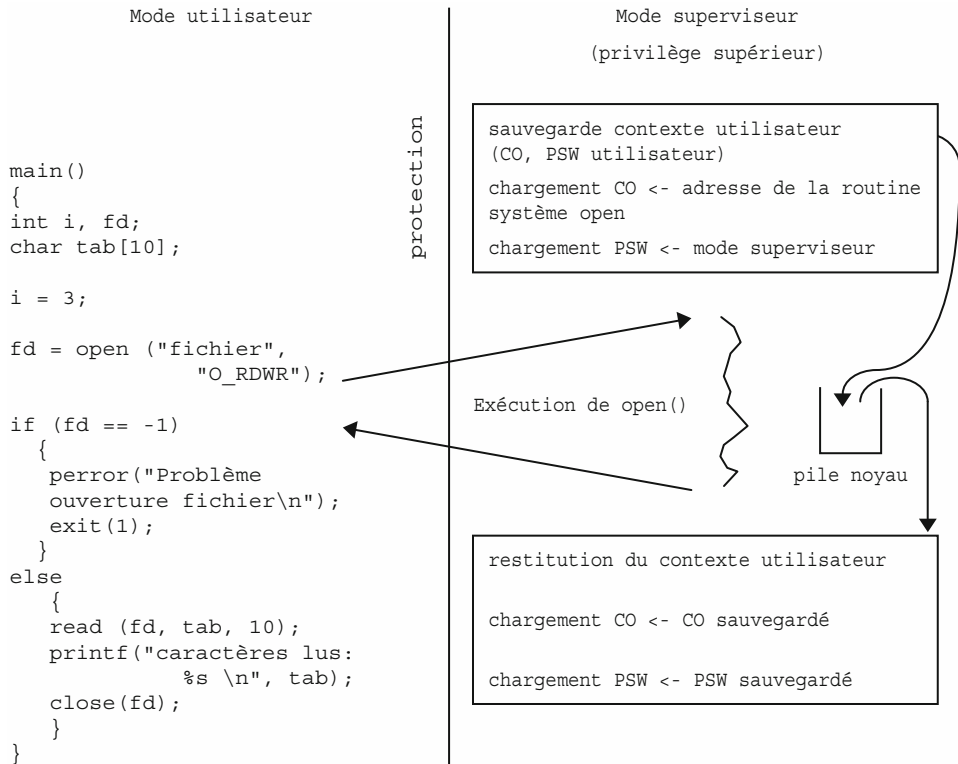 Mode utilisateur
main()
{
int i, fd;
char tab[10];
i = 3;
fd = open ("fichier",
"O_RDWR");
if (fd == -1)
{
perror("Problème
ouverture fichier\n");
exit(1);
}
else
{
read (fd, tab, 10);
printf("caractères lus:
%s \n", tab);
close(fd);
}
}
protection
Mode superviseur
(privilège supérieur)
sauvegarde contexte utilisateur
(CO, PSW utilisateur)
chargement CO <- adresse de la routine
système open
chargement PSW <- mode superviseur
Exécution de open()
pile noyau
restitution du contexte utilisateur
chargement CO <- CO sauvegardé
chargement PSW <- PSW sauvegardé